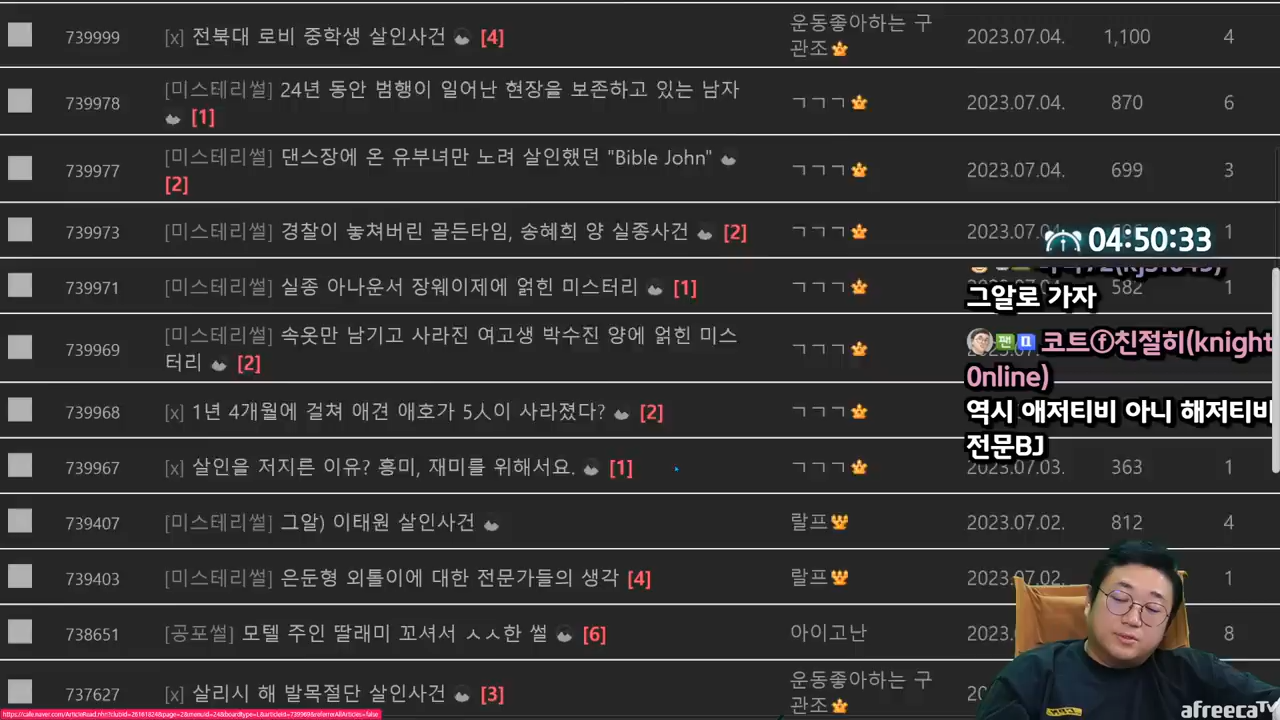 739998 [x] 전북대 로비 중학생 살인사건 [4] 운동좋아하는 구 2023.07.04. 1,100 4
관조
739978 [미스테리썰] 24년 동안 범행이 일어난 현장을 보존하고 있는 남자 ㄱㄱㄱ 2023.07.04. 870 6
[1]
739977 [미스테리썰] 댄스장에 온 유부녀만 노려 살인했던 "Bible John" ㄱㄱㄱ 2023.07.04. 699 3
[2]
739973 [미스테리썰] 경찰이 놓쳐버린 골든타임, 송혜희 양 실종사건 [2] ㄱㄱㄱ 2023.07.04. 1
04:50:33
739971 [미스테리썰] 실종 아나운서 장웨이제에 얽힌 미스터리 [1] ㄱㄱㄱ 582 1
그알로 가자
739969 [미스테리썰] 속옷만 남기고 사라진 여고생 박수진 양에 얽힌 미스 ㄱㄱㄱ
터리 [2]
팬 코트ⓕ친절히(knight
0nline)
739968 [x] 1년 4개월에 걸쳐 애견 애호가 5人이 사라졌다? [2] ㄱㄱㄱ
역시 애저티비 아니 해저티비
전문BJ
739967 [x] 살인을 저지른 이유? 흥미, 재미를 위해서요. [1] ㄱㄱㄱ 2023.07.03. 363 1
739407 [미스테리썰] 그알) 이태원 살인사건 랄프 2023.07.02. 812 4
739403 [미스테리썰] 은둔형 외톨이에 대한 전문가들의 생각 [4] 랄프 2023.07.02. 1
738651 [공포썰] 모텔 주인 딸래미 꼬셔서 ㅅㅅ한 썰 [6] 아이고난 2023. 8
737627 [x] 살리시 해 발목절단 살인사건 [3] 운동좋아하는 구 20
관조
afreecaTV